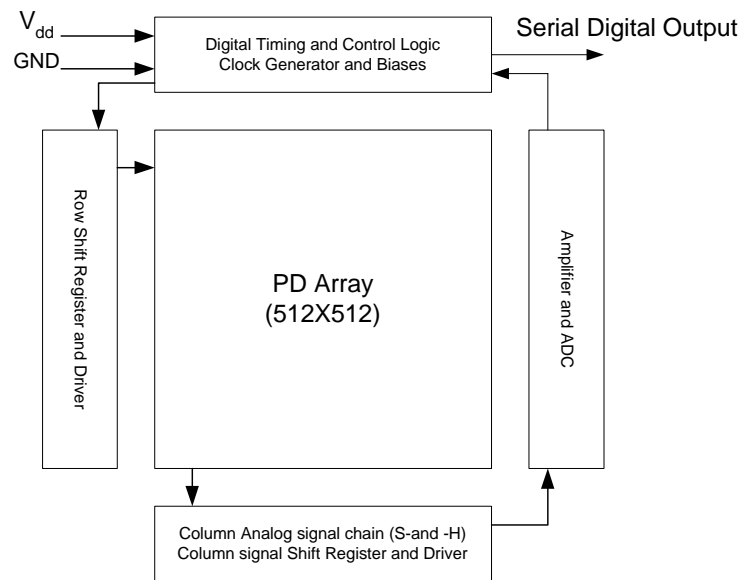 Vdd
GND
Digital Timing and Control Logic
Clock Generator and Biases
Serial Digital Output
Row Shift Register and Driver
PD Array
(512X512)
Amplifier and ADC
Column Analog signal chain (S-and -H)
Column signal Shift Register and Driver